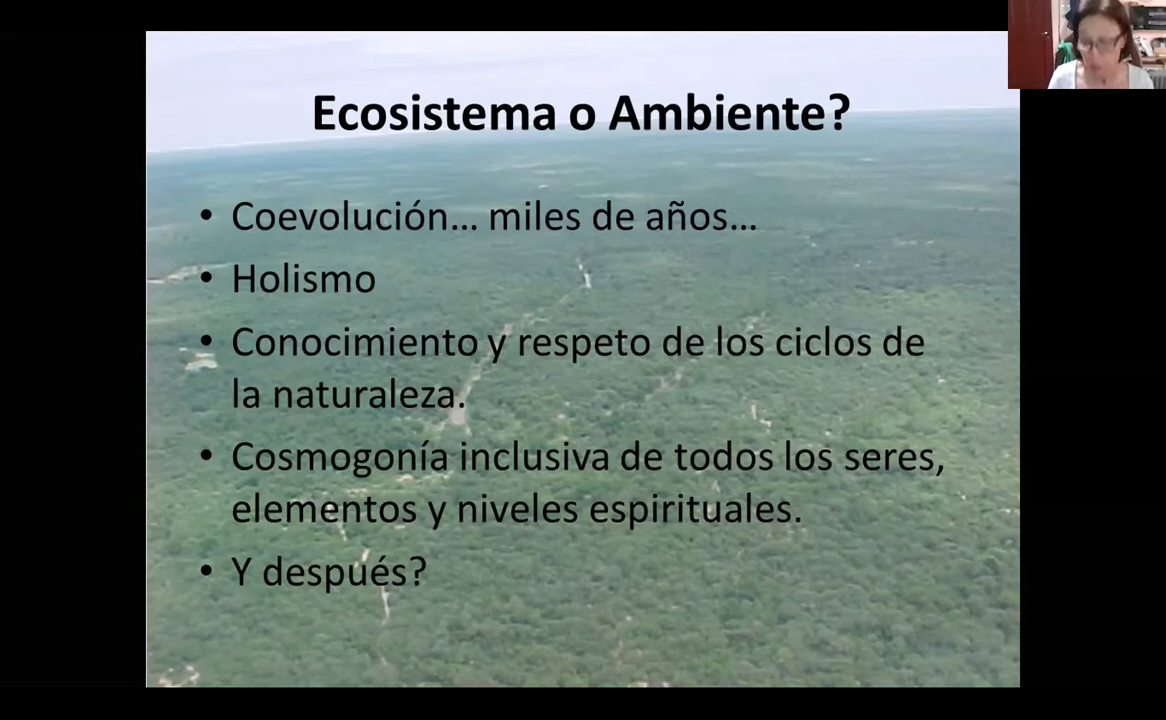 Ecosistema o Ambiente?
• Coevolución... miles de años...
• Holismo
• Conocimiento y respeto de los ciclos de
la naturaleza.
• Cosmogonía inclusiva de todos los seres,
elementos y niveles espirituales.
• Y después?